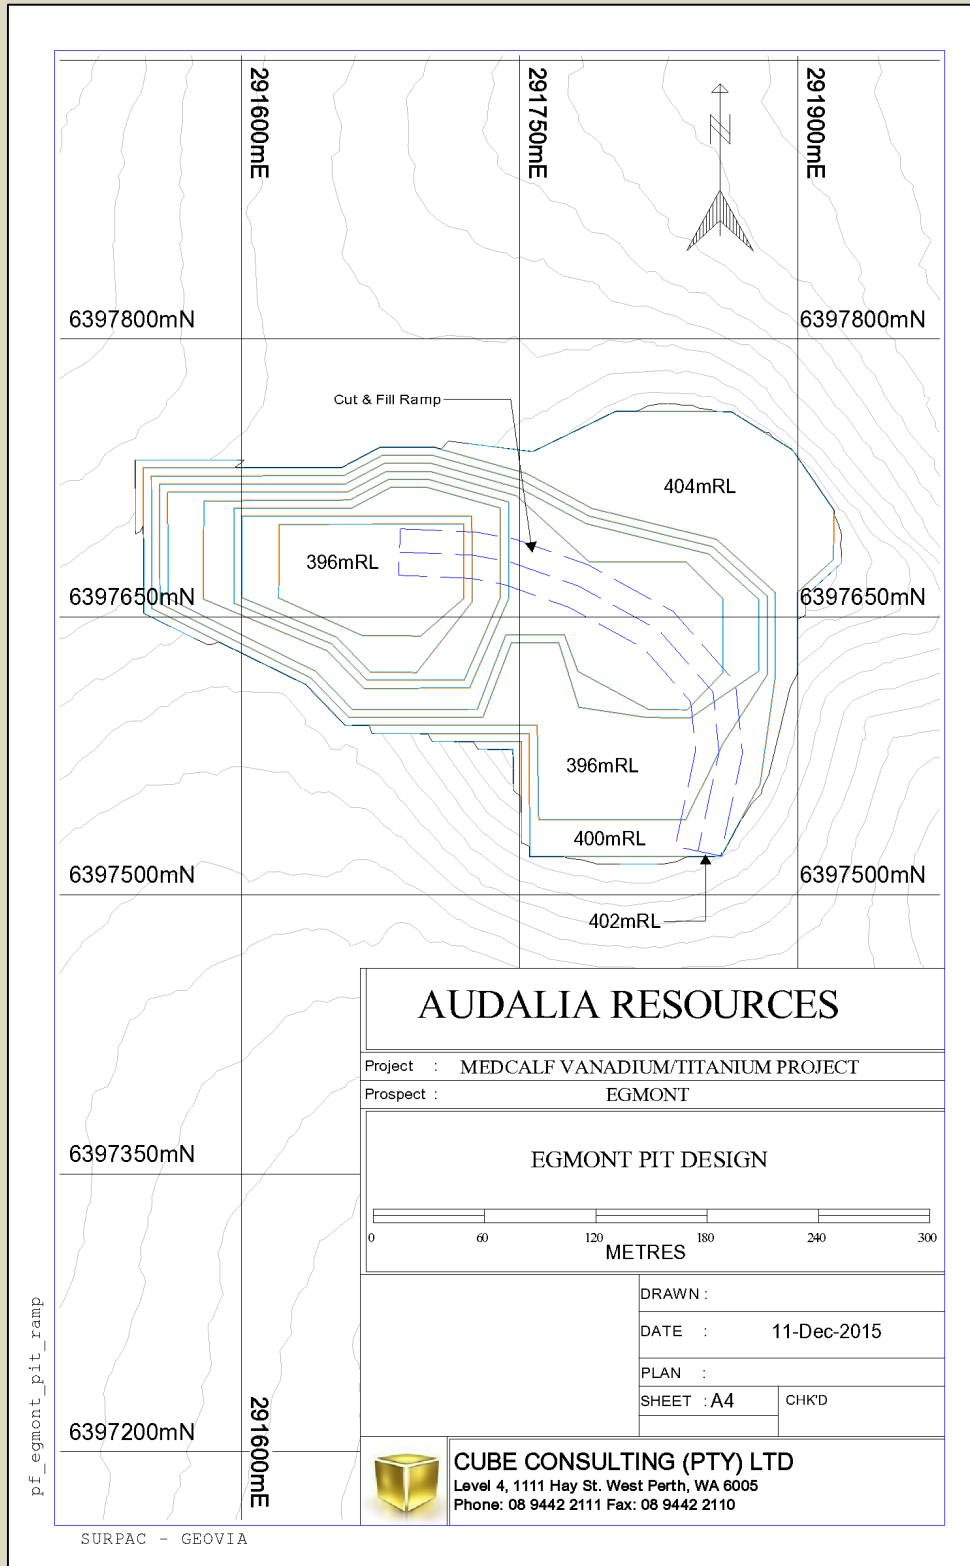 291600mE
291750mE
291900mE
N
6397800mN
6397800mN
Cut & Fill Ramp
404mRL
396mRL
6397650mN
6397650mN
396mRL
400mRL
6397500mN
6397500mN
402mRL
AUDALIA RESOURCES
Project : MEDCALF VANADIUM/TITANIUM PROJECT
Prospect : EGMONT
6397350mN
EGMONT PIT DESIGN
0 60 120 180 240 300
METRES
DRAWN :
DATE : 11-Dec-2015
PLAN :
SHEET : A4 CHK'D
6397200mN
291600mE
CUBE CONSULTING (PTY) LTD
Level 4, 1111 Hay St. West Perth, WA 6005
Phone: 08 9442 2111 Fax: 08 9442 2110
pf_egmont_pit_ramp
SURPAC - GEOVIA